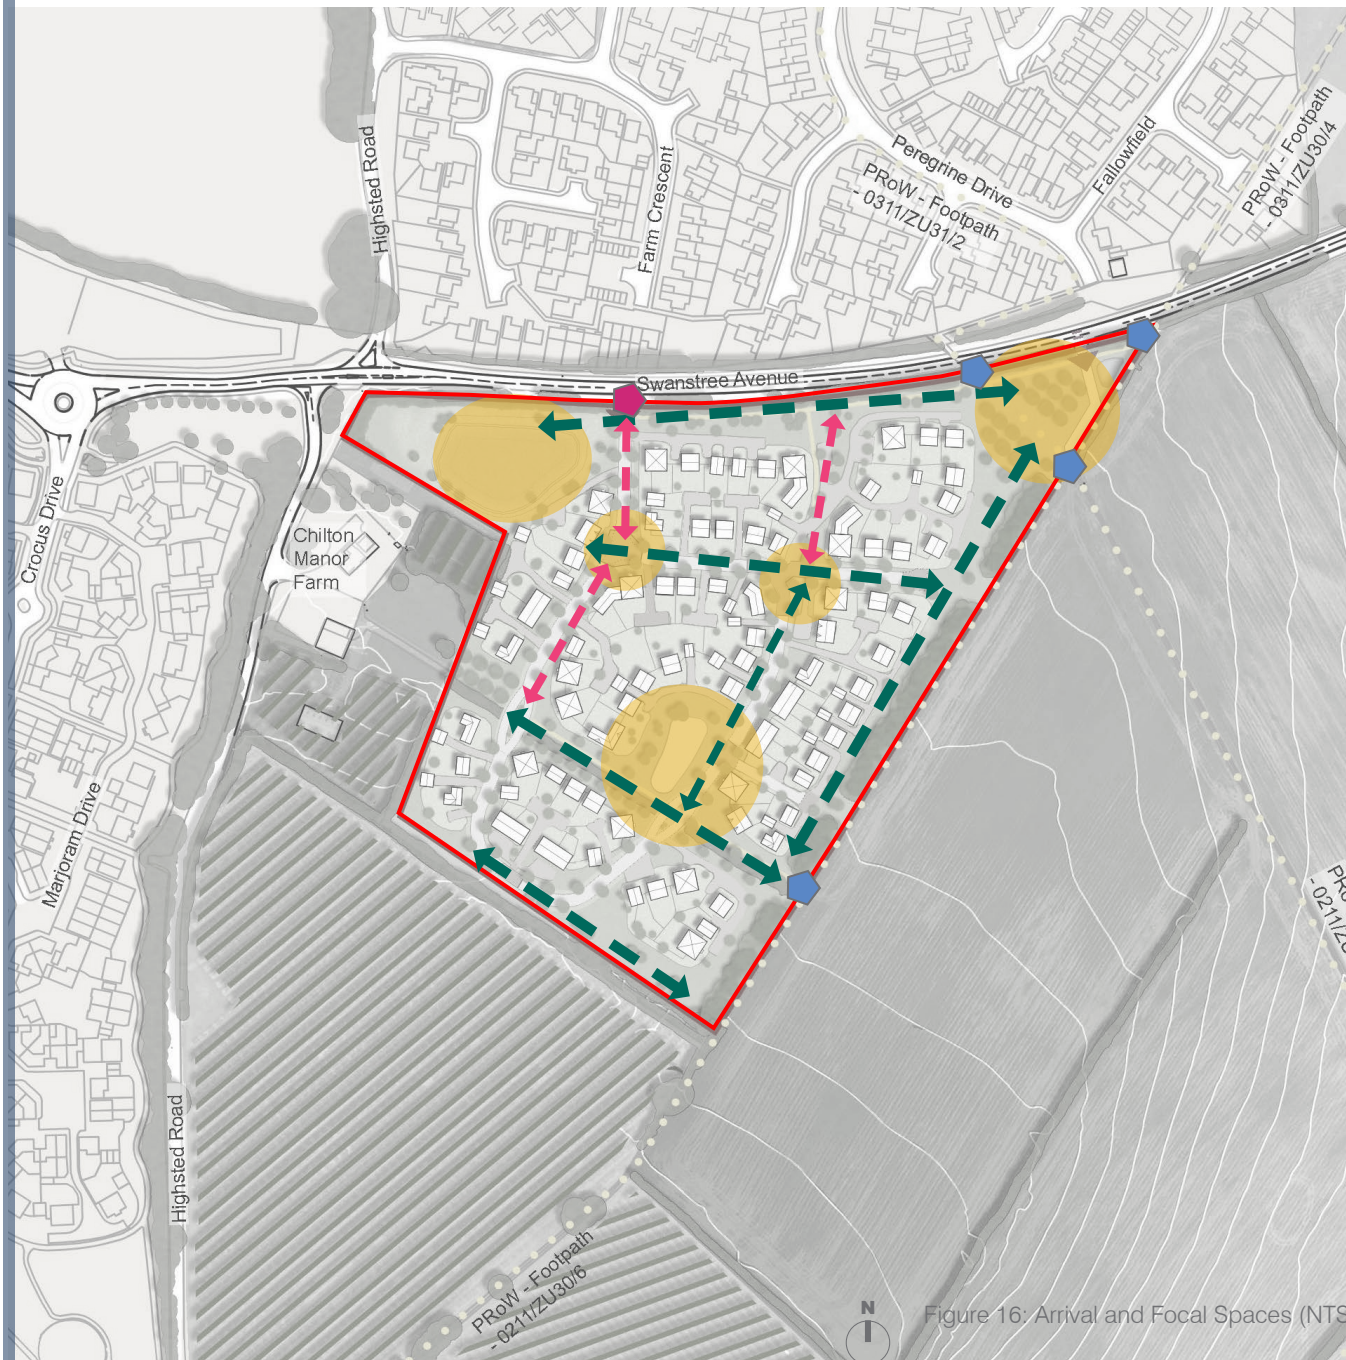 Highsted Road
Farm Crescent
Peregrine Drive
PRoW - Footpath
- 0311/ZU31/2
Fallowfield
PRoW - Footpath
- 0311/ZU30/4
Swanstree Avenue
Crocus Drive
Chilton
Manor
Farm
Marjoram Drive
- 0211/
Highsted Road
PRoW - Footpath
- 0211/ZU30/6
N
Figure 16: Arrival and Focal Spaces (NTS